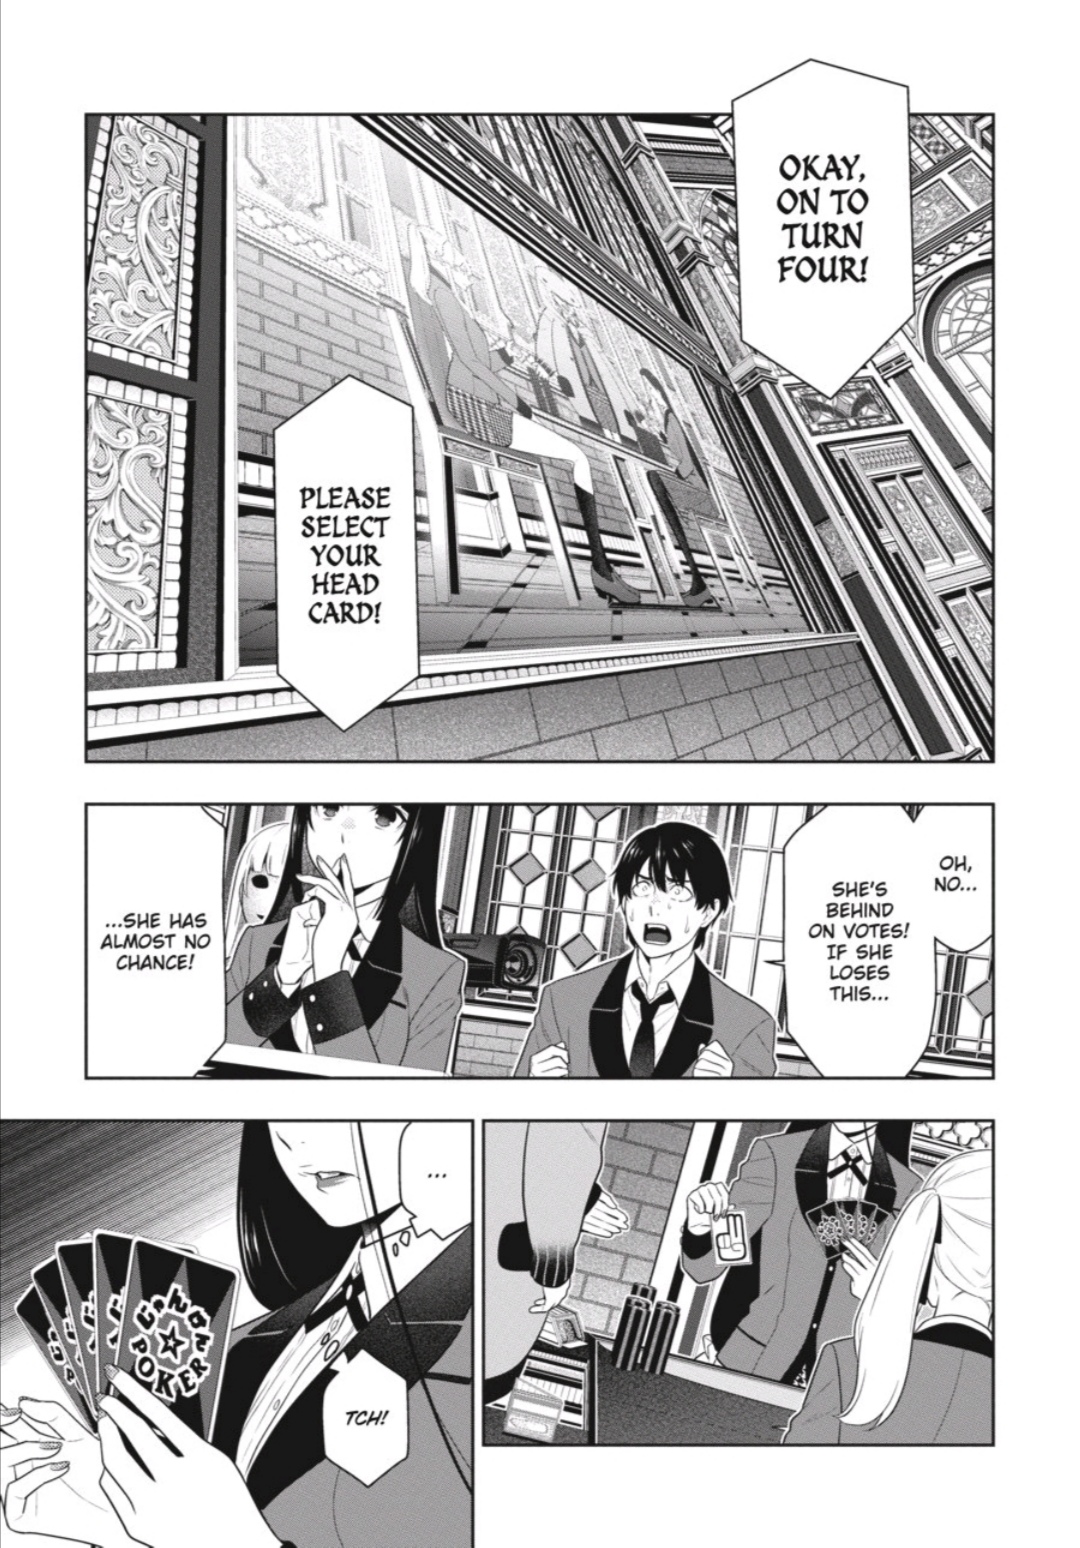 OKAY,
ON TO
TURN
FOUR!
PLEASE
SELECT
YOUR
HEAD
CARD!
OH,
NO...
SHE'S
BEHIND
ON VOTES!
IF SHE
LOSES
THIS...
...SHE HAS
ALMOST NO
CHANCE!
...
TCH!
POKER